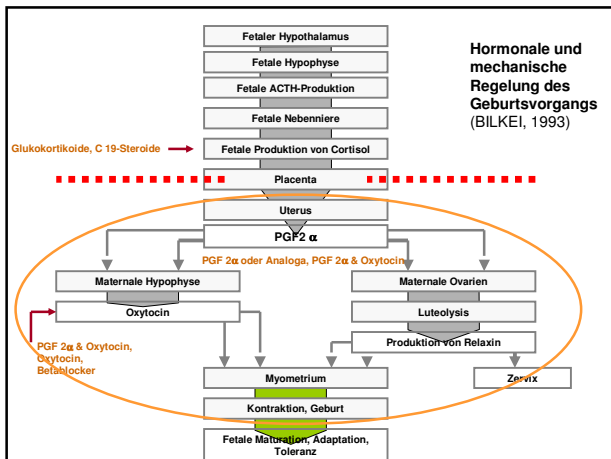 Fetaler Hypothalamus
Fetale Hypophyse
Fetale ACTH-Produktion
Fetale Nebenniere
Fetale Produktion von Cortisol
Placenta
Uterus
PGF2 α
Hormonale und
mechanische
Regelung des
Geburtsvorgangs
(BILKEI, 1993)
Glukokortikoide, C 19-Steroide
PGF 2α oder Analoga, PGF 2α & Oxytocin
Maternale Hypophyse
Oxytocin
Maternale Ovarien
Luteolysis
Produktion von Relaxin
PGF 2α & Oxytocin,
Oxytocin,
Betablocker
Myometrium
Zervix
Kontraktion, Geburt
Fetale Maturation, Adaptation,
Toleranz